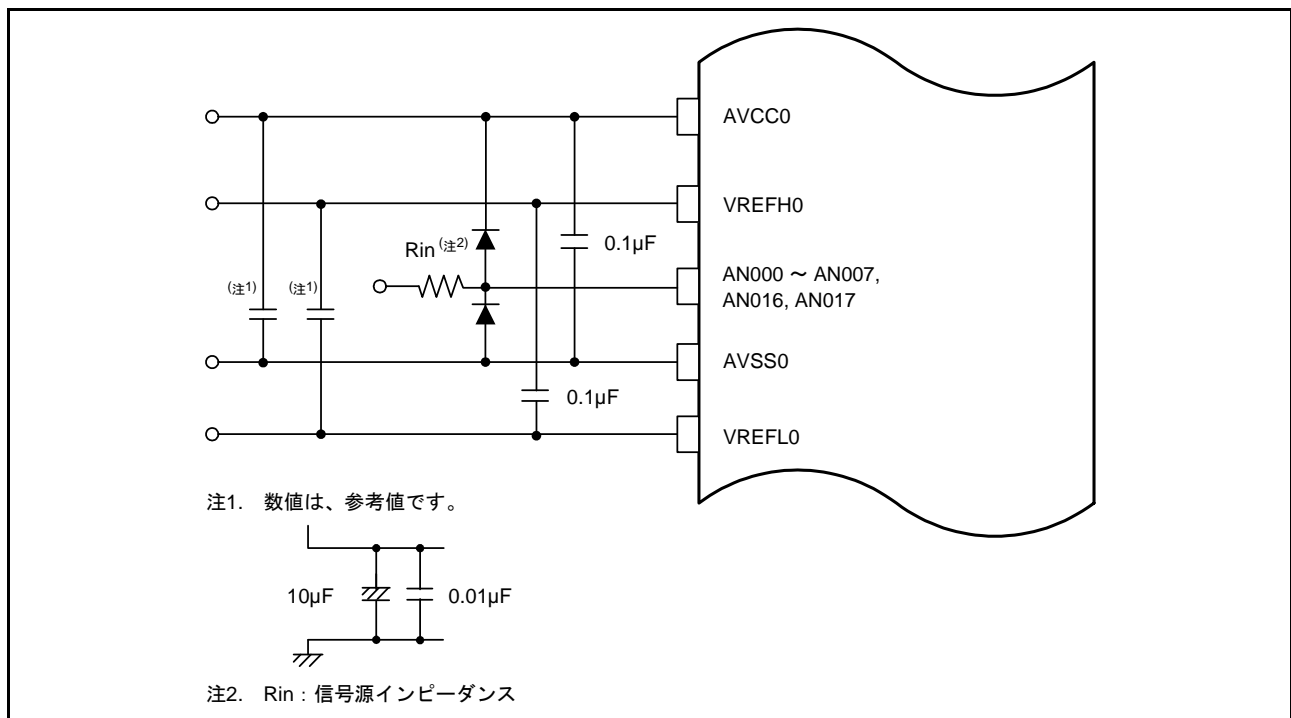 AVCC0
VREFH0
Rin (注2)
0.1µF
(注1) (注1)
AN000 ～ AN007,
AN016, AN017
AVSS0
0.1µF
VREFL0
注1. 数値は、参考値です。
10µF 0.01µF
注2. Rin：信号源インピーダンス